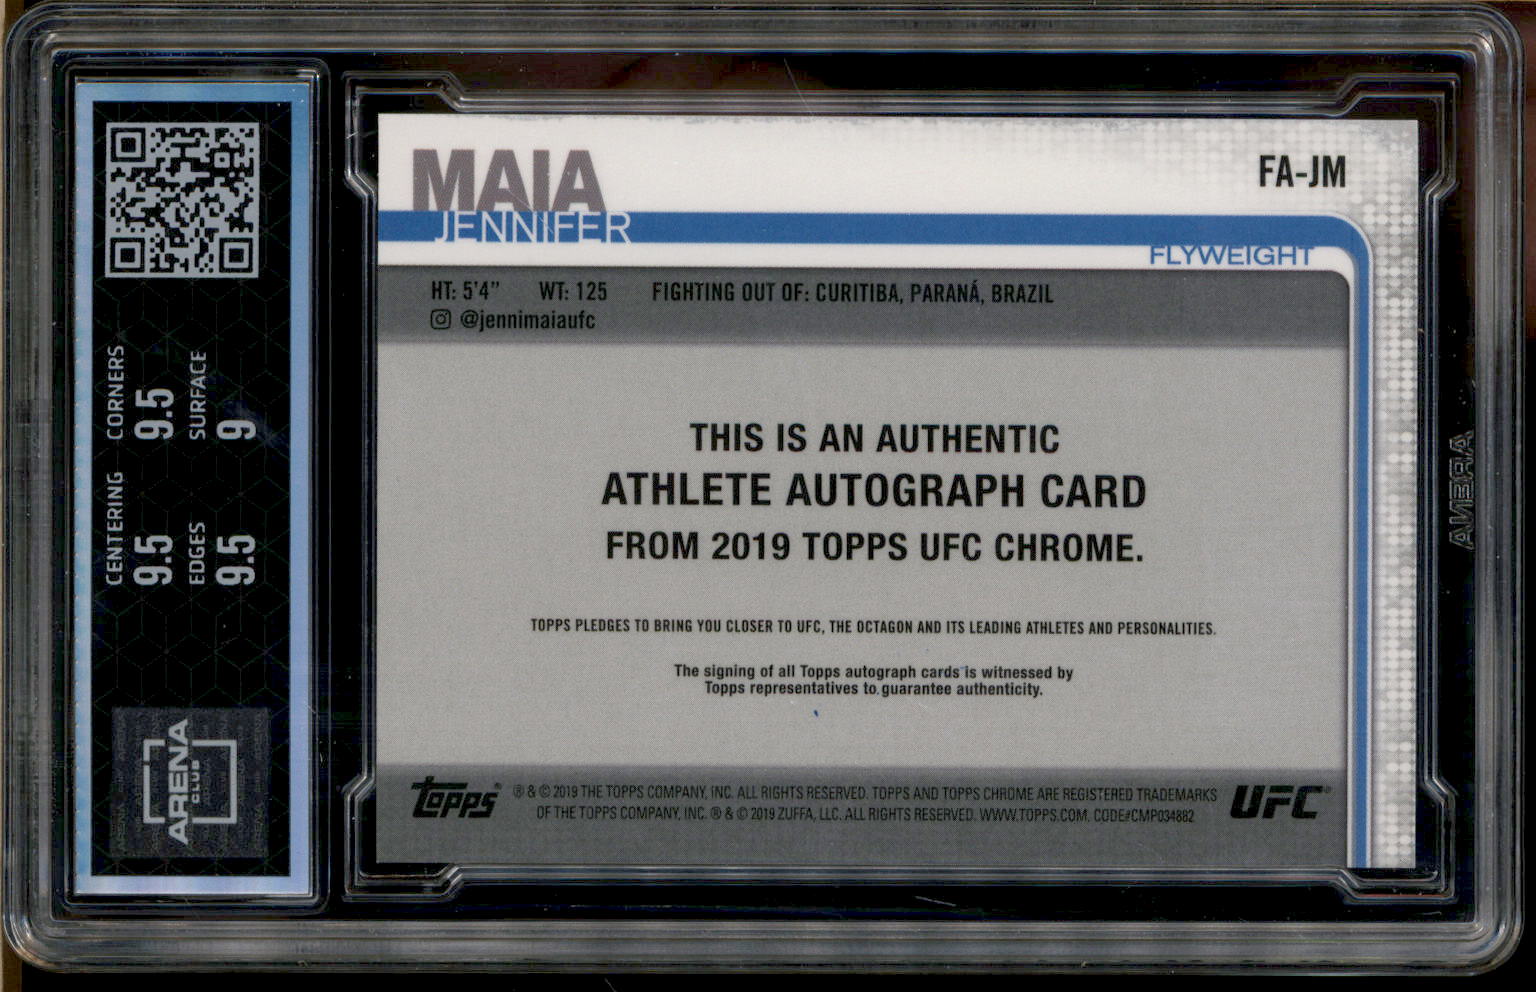 CENTERING
9.5
CORNERS
9.5
EDGES
9.5
SURFACE
9
ARENA
CLUB
MAIA
JENNIFER
FA-JM
FLYWEIGHT
HT: 5'4" WT: 125 FIGHTING OUT OF: CURITIBA, PARANÁ, BRAZIL
@jennimaiaufc
THIS IS AN AUTHENTIC
ATHLETE AUTOGRAPH CARD
FROM 2019 TOPPS UFC CHROME.
TOPPS PLEDGES TO BRING YOU CLOSER TO UFC, THE OCTAGON AND ITS LEADING ATHLETES AND PERSONALITIES.
The signing of all Topps autograph cards is witnessed by
Topps representatives to guarantee authenticity.
Topps®
® & © 2019 THE TOPPS COMPANY, INC. ALL RIGHTS RESERVED. TOPPS AND TOPPS CHROME ARE REGISTERED TRADEMARKS
OF THE TOPPS COMPANY, INC. ® & © 2019 ZUFFA, LLC. ALL RIGHTS RESERVED. WWW.TOPPS.COM. CODE#CMP034882
UFC®
ARENA